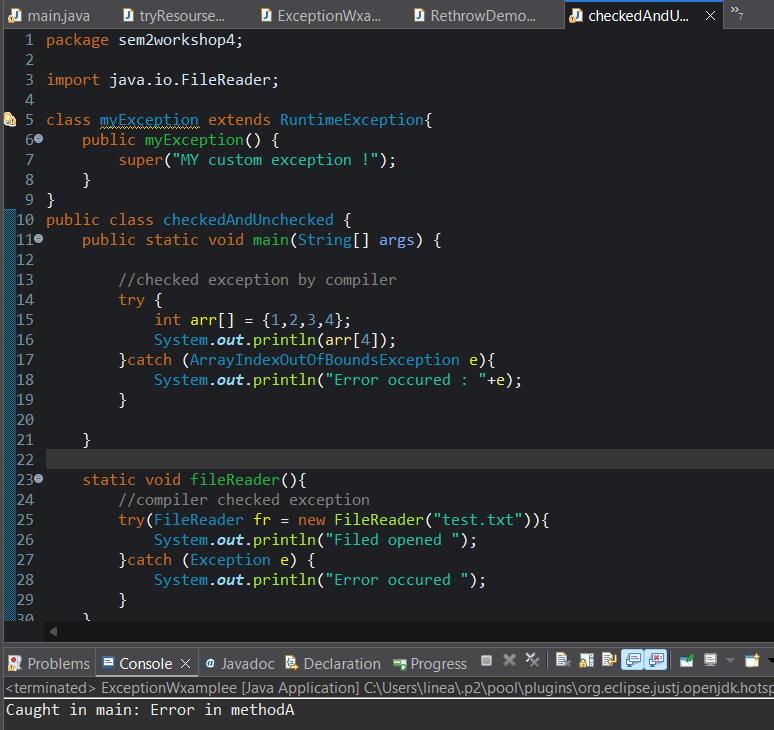 main.java tryResourse... ExceptionWxa... RethrowDemo... checkedAndU... »7
1 package sem2workshop4;
2
3 import java.io.FileReader;
4
5 class myException extends RuntimeException{
6 public myException() {
7 super("MY custom exception !");
8 }
9 }
10 public class checkedAndUnchecked {
11 public static void main(String[] args) {
12
13 //checked exception by compiler
14 try {
15 int arr[] = {1,2,3,4};
16 System.out.println(arr[4]);
17 }catch (ArrayIndexOutOfBoundsException e){
18 System.out.println("Error occured : "+e);
19 }
20
21 }
22
23 static void fileReader(){
24 //compiler checked exception
25 try(FileReader fr = new FileReader("test.txt")){
26 System.out.println("Filed opened ");
27 }catch (Exception e) {
28 System.out.println("Error occured ");
29 }
30 }
Problems Console Javadoc Declaration Progress
<terminated> ExceptionWxamplee [Java Application] C:\Users\linea\.p2\pool\plugins\org.eclipse.justj.openjdk.hotsp
Caught in main: Error in methodA